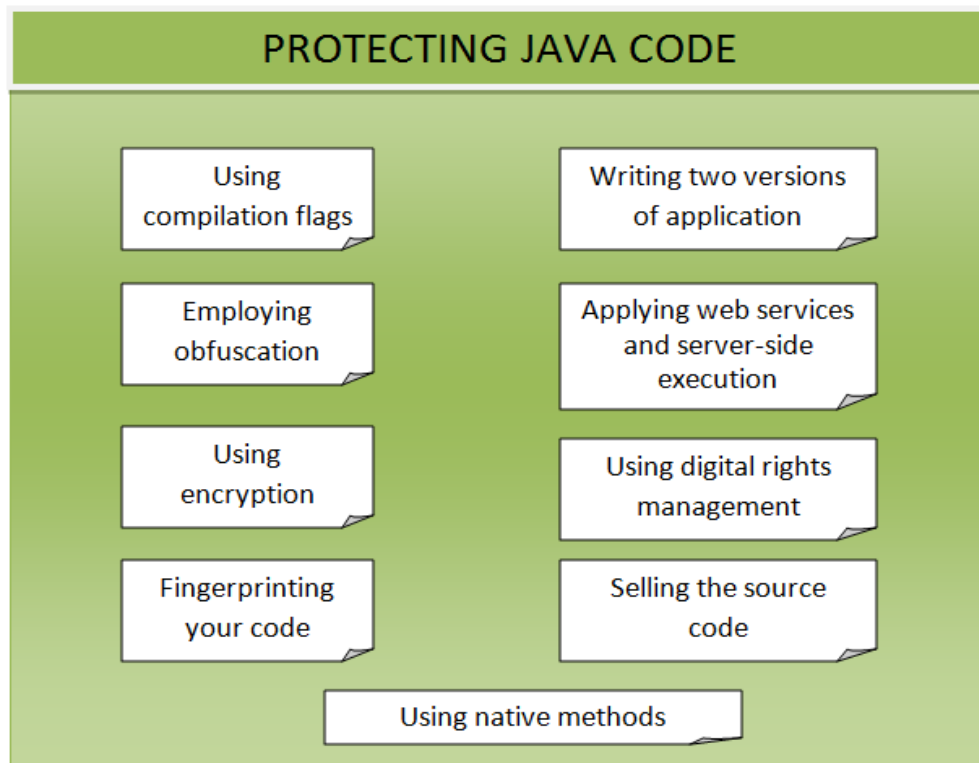 PROTECTING JAVA CODE
Using
compilation flags
Writing two versions
of application
Employing
obfuscation
Applying web services
and server-side
execution
Using
encryption
Using digital rights
management
Fingerprinting
your code
Selling the source
code
Using native methods